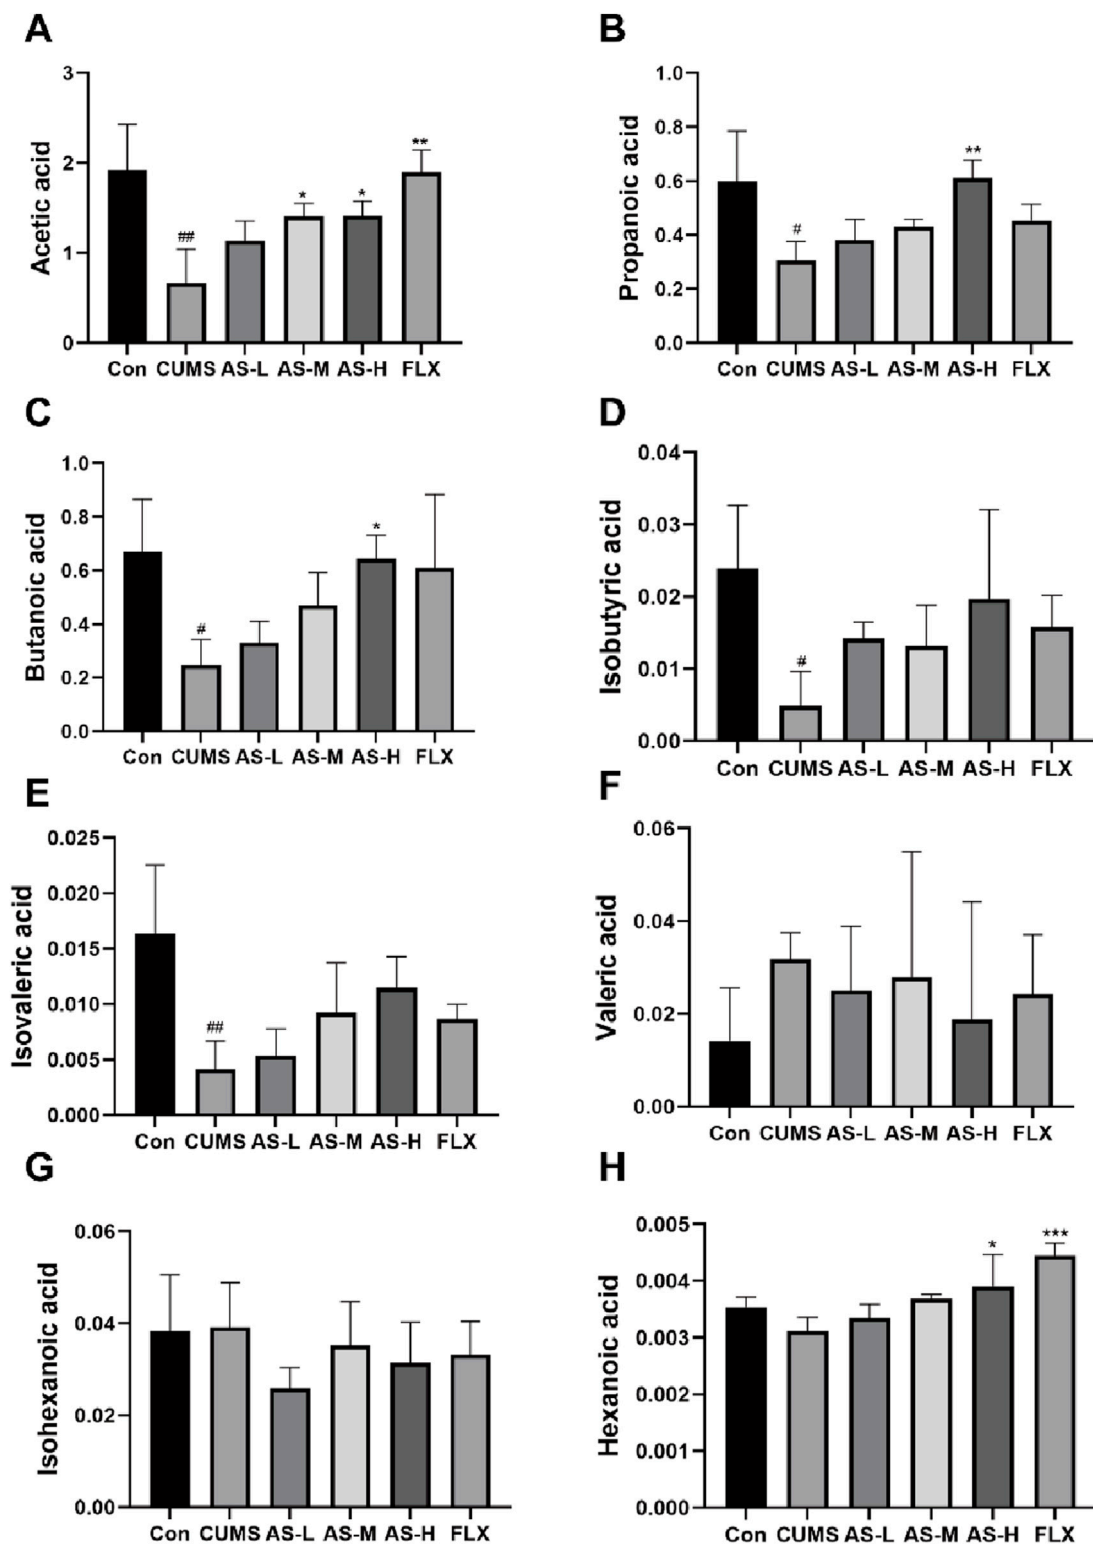 A
Acetic acid
3
2
1
0
##
*
*
**
Con CUMS AS-L AS-M AS-H FLX
B
Propanoic acid
1.0
0.8
0.6
0.4
0.2
0.0
#
**
Con CUMS AS-L AS-M AS-H FLX
C
Butanoic acid
1.0
0.8
0.6
0.4
0.2
0.0
#
*
Con CUMS AS-L AS-M AS-H FLX
D
Isobutyric acid
0.04
0.03
0.02
0.01
0.00
#
Con CUMS AS-L AS-M AS-H FLX
E
Isovaleric acid
0.025
0.020
0.015
0.010
0.005
0.000
##
Con CUMS AS-L AS-M AS-H FLX
F
Valeric acid
0.06
0.04
0.02
0.00
Con CUMS AS-L AS-M AS-H FLX
G
Isohexanoic acid
0.06
0.04
0.02
0.00
Con CUMS AS-L AS-M AS-H FLX
H
Hexanoic acid
0.005
0.004
0.003
0.002
0.001
0.000
*
***
Con CUMS AS-L AS-M AS-H FLX